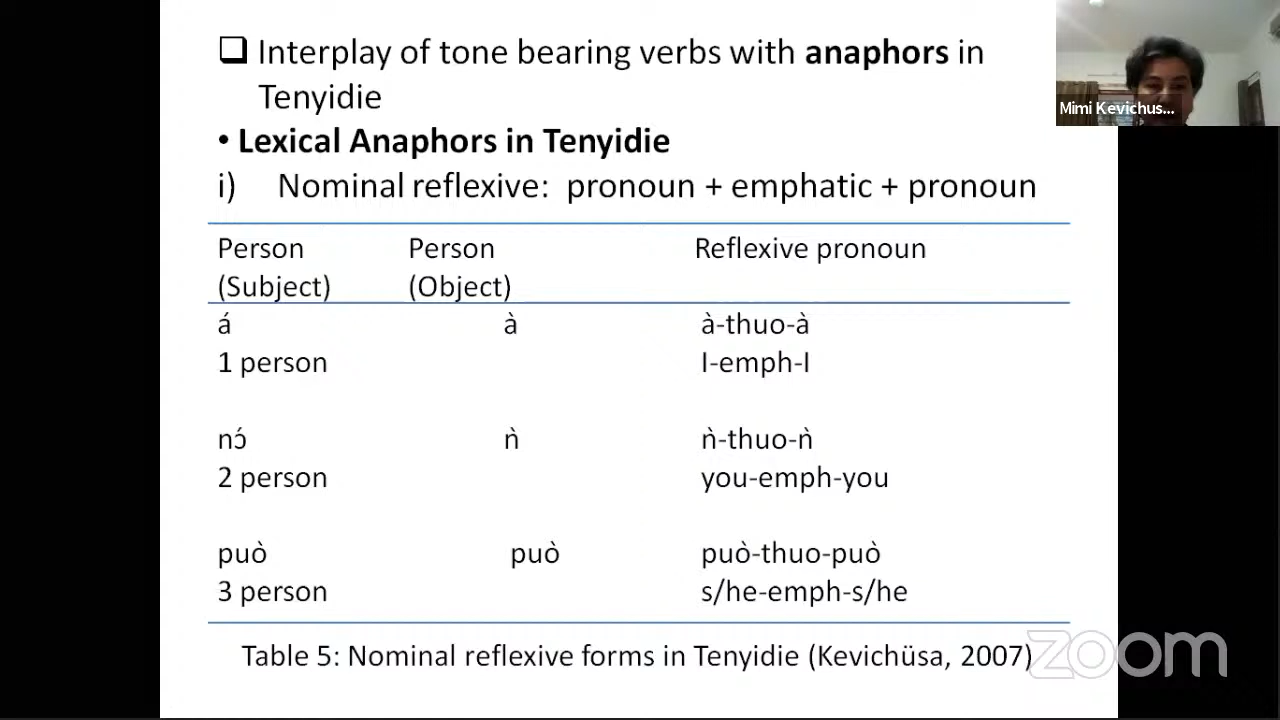 ❑ Interplay of tone bearing verbs with anaphors in
Tenyidie
• Lexical Anaphors in Tenyidie
i) Nominal reflexive: pronoun + emphatic + pronoun
Person Person Reflexive pronoun
(Subject) (Object)
á à à-thuo-à
1 person I-emph-I
nɔ́ ǹ ǹ-thuo-ǹ
2 person you-emph-you
può può può-thuo-può
3 person s/he-emph-s/he
Table 5: Nominal reflexive forms in Tenyidie (Kevichüsa, 2007)
Mimi Kevichus...
zoom